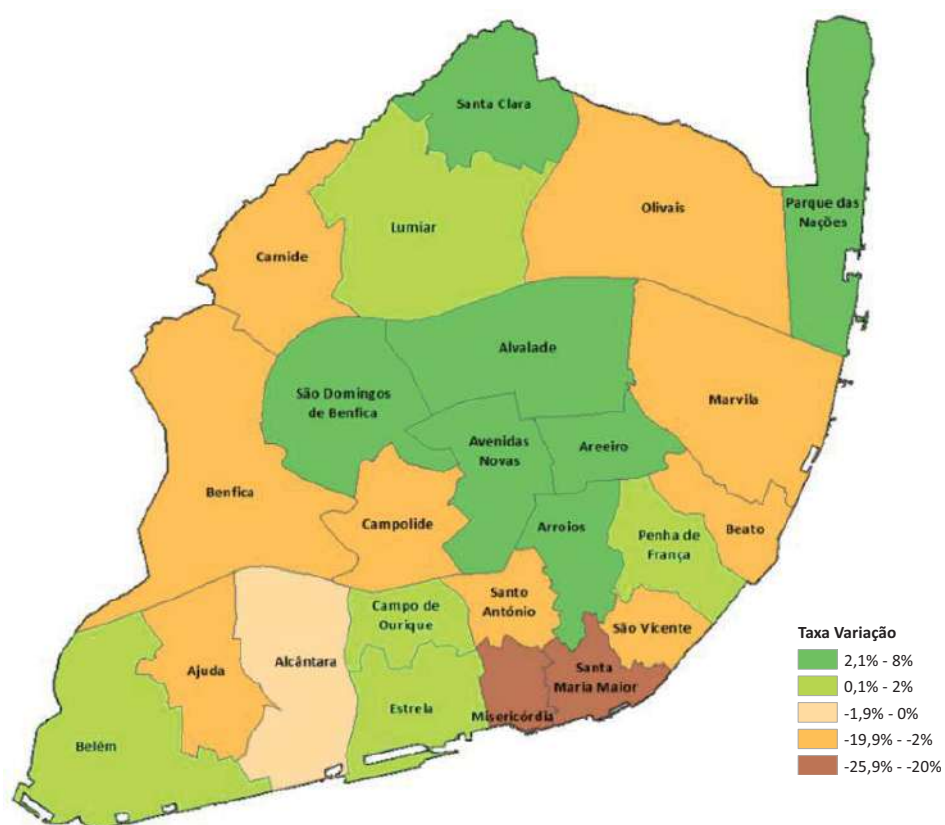 Santa Clara
Olivais
Parque das
Nações
Lumiar
Carnide
Alvalade
São Domingos
de Benfica
Marvila
Avenidas
Novas
Areeiro
Benfica
Campolide
Arroios
Beato
Penha de
França
Santo
António
Campo de
Ourique
São Vicente
Ajuda
Alcântara
Santa
Maria Maior
Estrela
Misericórdia
Belém
Taxa Variação
2,1% - 8%
0,1% - 2%
-1,9% - 0%
-19,9% - -2%
-25,9% - -20%